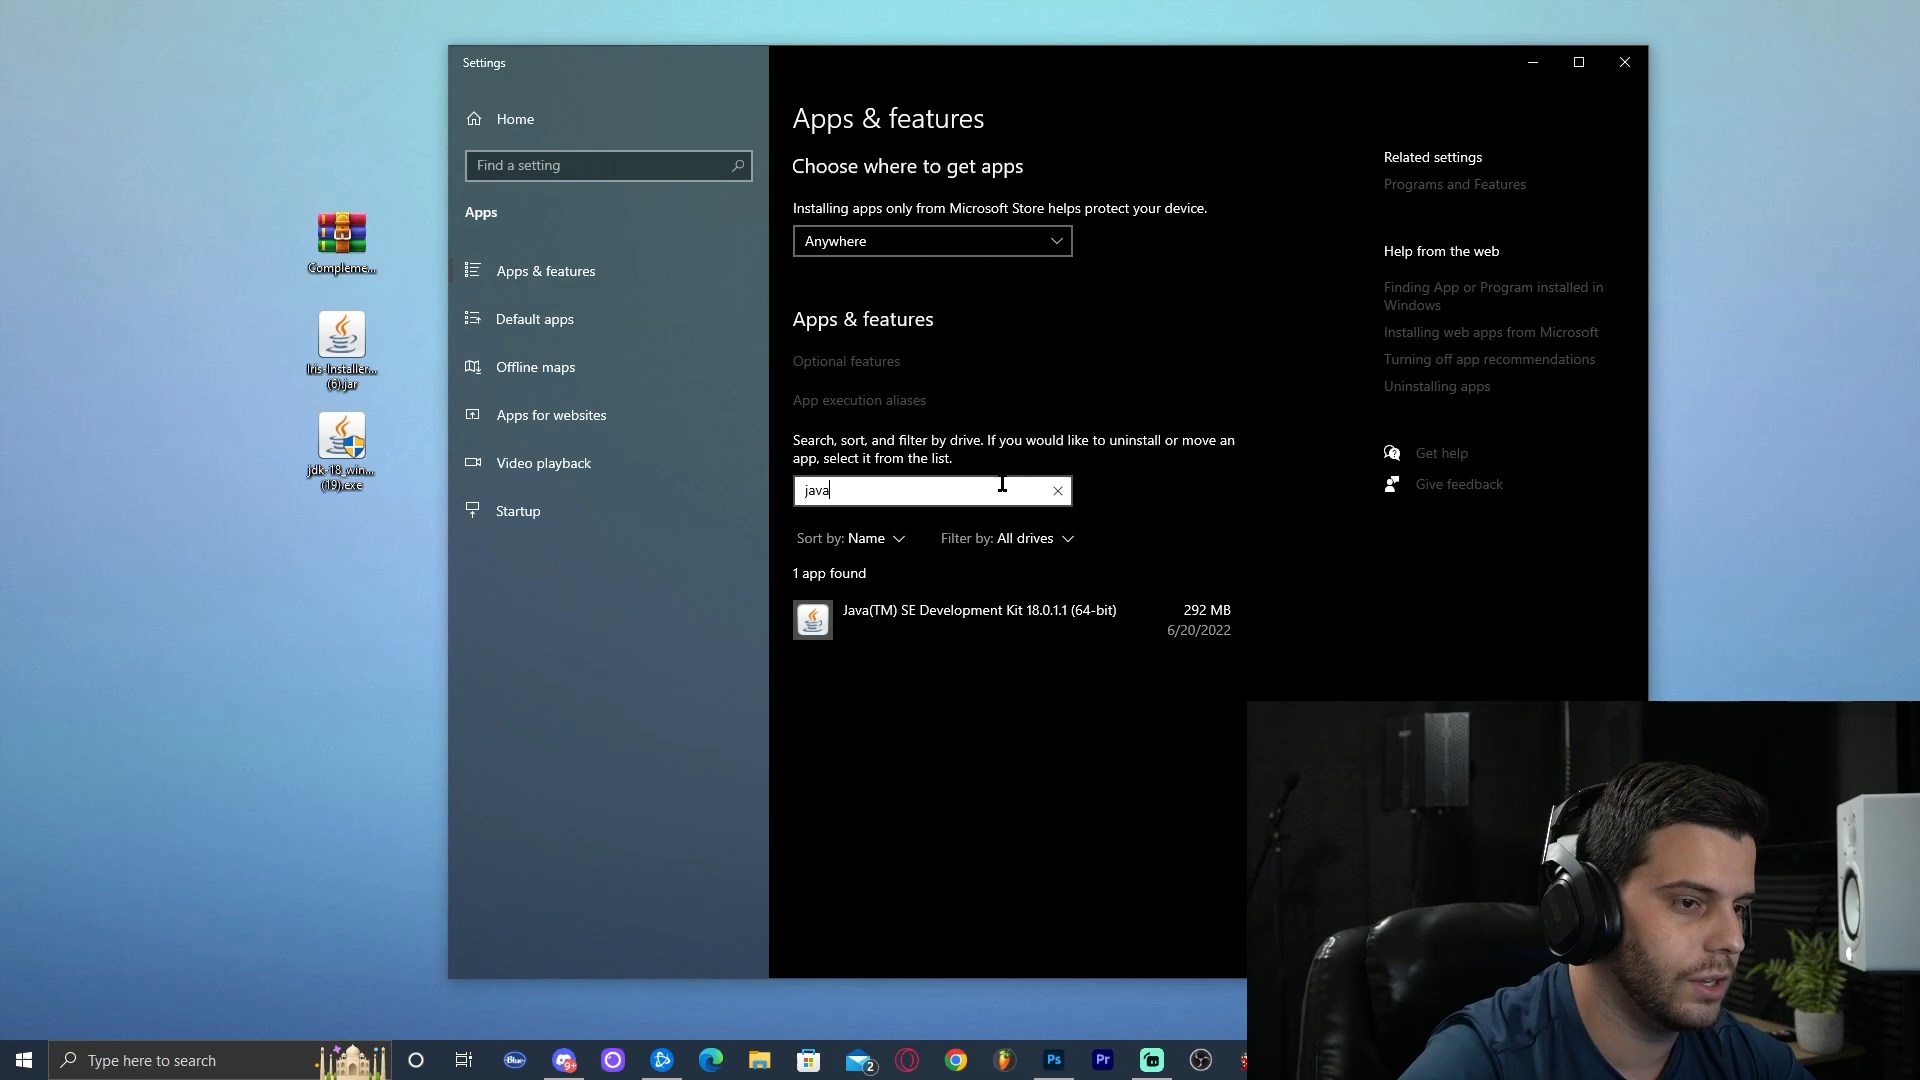 Settings
Home
Find a setting
Apps
Apps & features
Default apps
Offline maps
Apps for websites
Video playback
Startup
Apps & features
Choose where to get apps
Installing apps only from Microsoft Store helps protect your device.
Anywhere
Apps & features
Optional features
App execution aliases
Search, sort, and filter by drive. If you would like to uninstall or move an
app, select it from the list.
java
Sort by: Name
Filter by: All drives
1 app found
Java(TM) SE Development Kit 18.0.1.1 (64-bit)
292 MB
6/20/2022
Related settings
Programs and Features
Help from the web
Finding App or Program installed in
Windows
Installing web apps from Microsoft
Turning off app recommendations
Uninstalling apps
Get help
Give feedback
Compleme...
Iris-Installer...
(6).jar
jdk-18_win...
(19).exe
Type here to search
Blue
9+
2
Ps
Pr